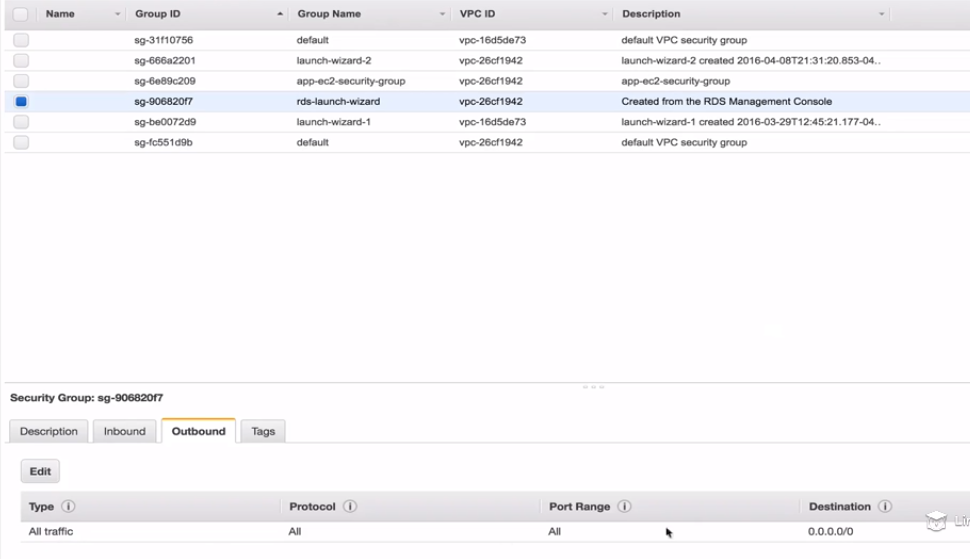 Name Group ID Group Name VPC ID Description
sg-31f10756 default vpc-16d5de73 default VPC security group
sg-666a2201 launch-wizard-2 vpc-26cf1942 launch-wizard-2 created 2016-04-08T21:31:20.853-04..
sg-6e89c209 app-ec2-security-group vpc-26cf1942 app-ec2-security-group
sg-906820f7 rds-launch-wizard vpc-26cf1942 Created from the RDS Management Console
sg-be0072d9 launch-wizard-1 vpc-16d5de73 launch-wizard-1 created 2016-03-29T12:45:21.177-04..
sg-fc551d9b default vpc-26cf1942 default VPC security group
Security Group: sg-906820f7
Description Inbound Outbound Tags
Edit
Type Protocol Port Range Destination
All traffic All All 0.0.0.0/0